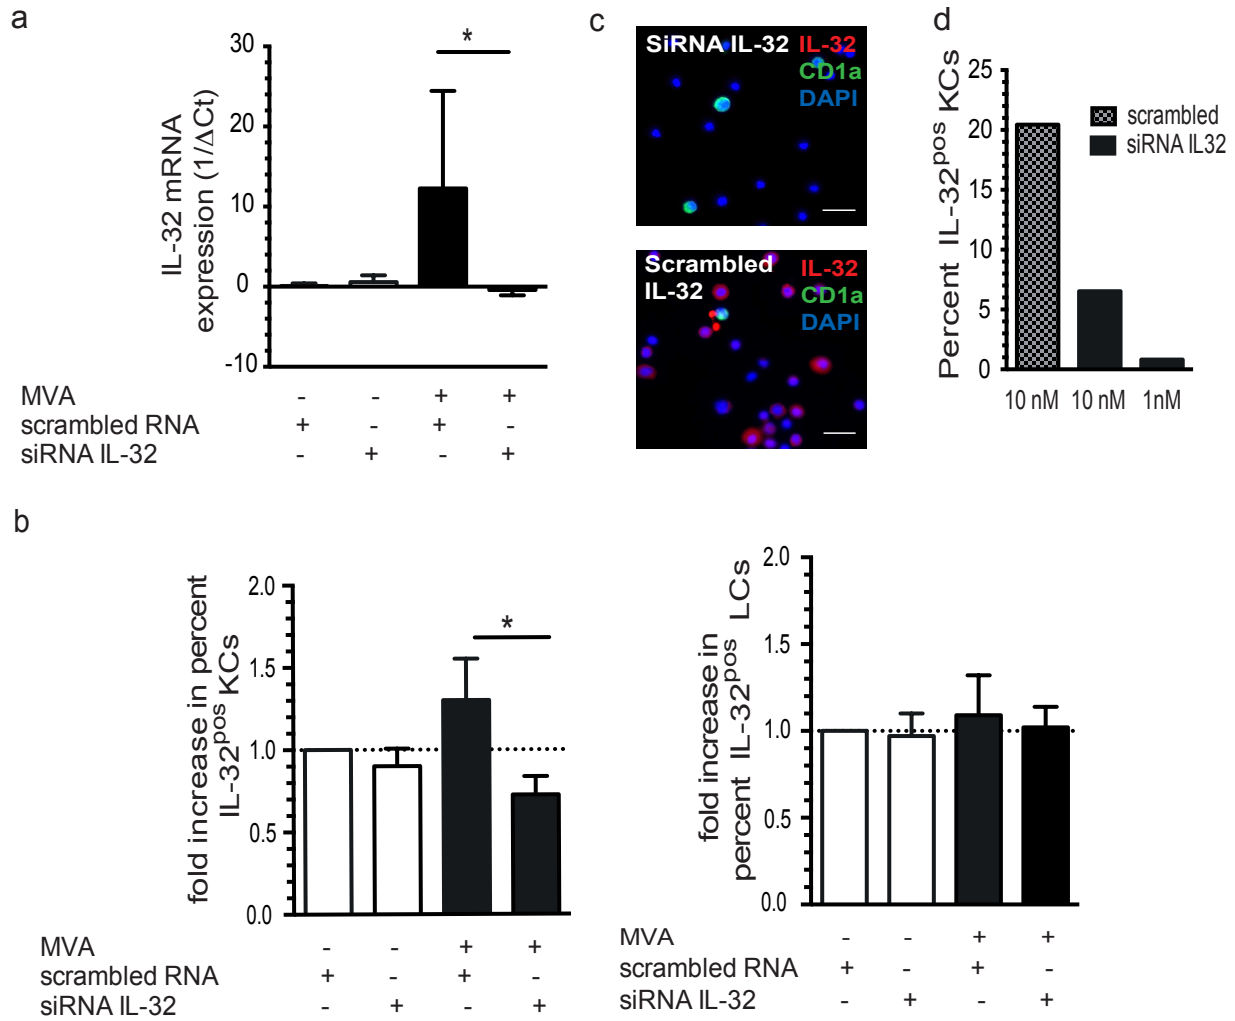 a
IL-32 mRNA
expression (1/ΔCt)
30
20
10
0
-10
*
MVA - - + +
scrambled RNA + - + -
siRNA IL-32 - + - +
c
SiRNA IL-32 IL-32
CD1a
DAPI
Scrambled IL-32
IL-32 CD1a
DAPI
d
Percent IL-32pos KCs
25
20
15
10
5
0
scrambled
siRNA IL32
10 nM 10 nM 1nM
b
fold increase in percent
IL-32pos KCs
2.0
1.5
1.0
0.5
0.0
*
MVA - - + +
scrambled RNA + - + -
siRNA IL-32 - + - +
fold increase in
percent IL-32pos LCs
2.0
1.5
1.0
0.5
0.0
MVA - - + +
scrambled RNA + - + -
siRNA IL-32 - + - +